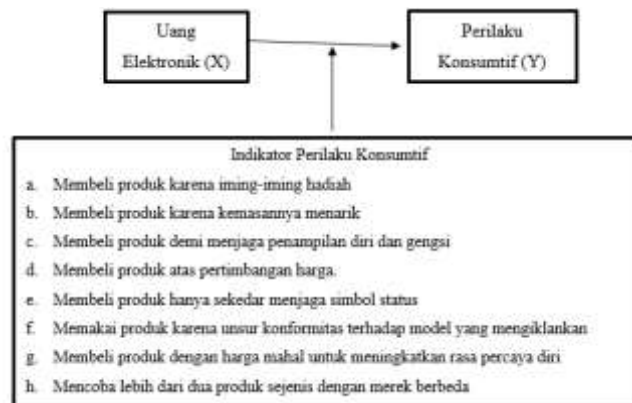 Uang
Elektronik (X)
Perilaku
Konsumtif (Y)
Indikator Perilaku Konsumtif
a. Membeli produk karena iming-iming hadiah
b. Membeli produk karena kemasannya menarik
c. Membeli produk demi menjaga penampilan diri dan gengsi
d. Membeli produk atas pertimbangan harga.
e. Membeli produk hanya sekedar menjaga simbol status
f. Memakai produk karena unsur konformitas terhadap model yang mengiklankan
g. Membeli produk dengan harga mahal untuk meningkatkan rasa percaya diri
h. Mencoba lebih dari dua produk sejenis dengan merek berbeda